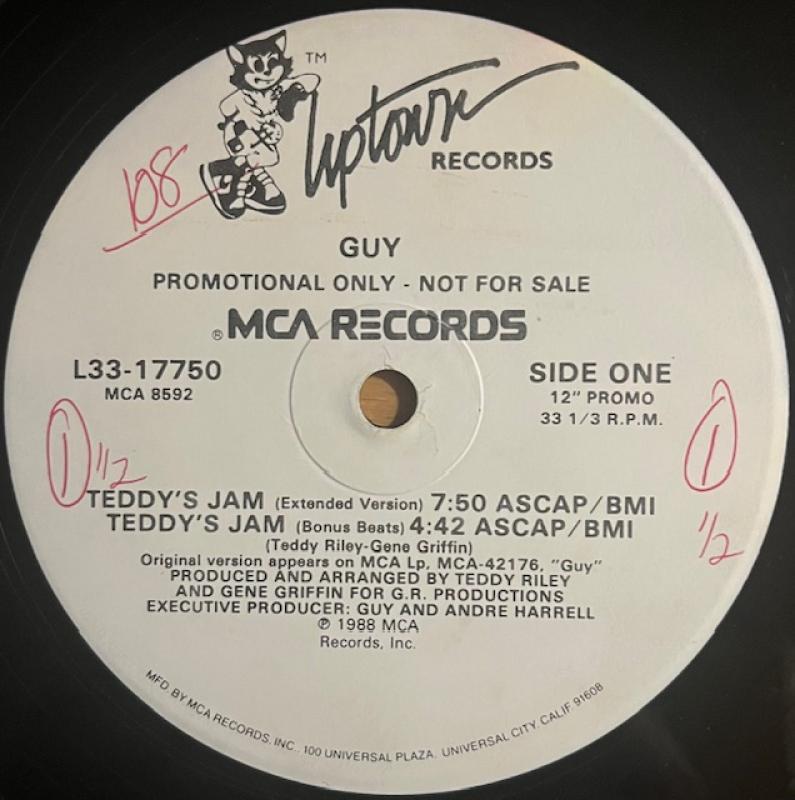 TM
Uptown
RECORDS
108
GUY
PROMOTIONAL ONLY - NOT FOR SALE
® MCA RECORDS
L33-17750
MCA 8592
SIDE ONE
12" PROMO
33 1/3 R.P.M.
1 1/2
1
1/2
TEDDY'S JAM (Extended Version) 7:50 ASCAP/BMI
TEDDY'S JAM (Bonus Beats) 4:42 ASCAP/BMI
(Teddy Riley-Gene Griffin)
Original version appears on MCA Lp, MCA-42176, "Guy"
PRODUCED AND ARRANGED BY TEDDY RILEY
AND GENE GRIFFIN FOR G.R. PRODUCTIONS
EXECUTIVE PRODUCER: GUY AND ANDRE HARRELL
℗ 1988 MCA
Records, Inc.
MFD. BY MCA RECORDS, INC., 100 UNIVERSAL PLAZA, UNIVERSAL CITY, CALIF. 91608